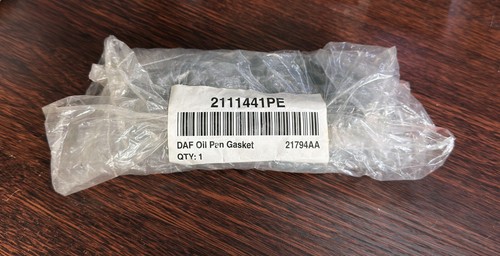 2111441PE
DAF Oil Pan Gasket 21794AA
QTY: 1